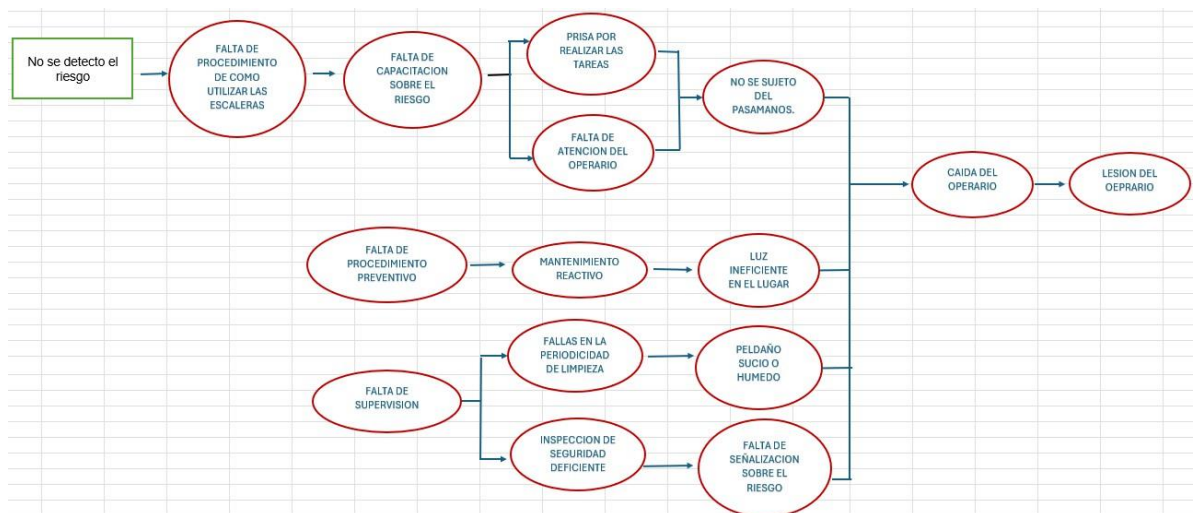 No se detecto el
riesgo
FALTA DE
PROCEDIMIENTO
DE COMO
UTILIZAR LAS
ESCALERAS
FALTA DE
CAPACITACION
SOBRE EL
RIESGO
PRISA POR
REALIZAR LAS
TAREAS
FALTA DE
ATENCION DEL
OPERARIO
NO SE SUJETO
DEL
PASAMANOS.
CAIDA DEL
OPERARIO
LESION DEL
OEPRARIO
FALTA DE
PROCEDIMIENTO
PREVENTIVO
MANTENIMIENTO
REACTIVO
LUZ
INEFICIENTE
EN EL LUGAR
FALTA DE
SUPERVISION
FALLAS EN LA
PERIODICIDAD
DE LIMPIEZA
PELDAÑO
SUCIO O
HUMEDO
INSPECCION DE
SEGURIDAD
DEFICIENTE
FALTA DE
SEÑALIZACION
SOBRE EL
RIESGO